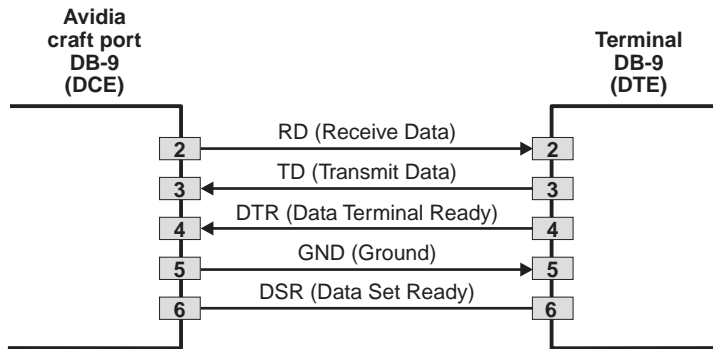 Avidia
craft port
DB-9
(DCE)
Terminal
DB-9
(DTE)
2 RD (Receive Data) 2
3 TD (Transmit Data) 3
4 DTR (Data Terminal Ready) 4
5 GND (Ground) 5
6 DSR (Data Set Ready) 6